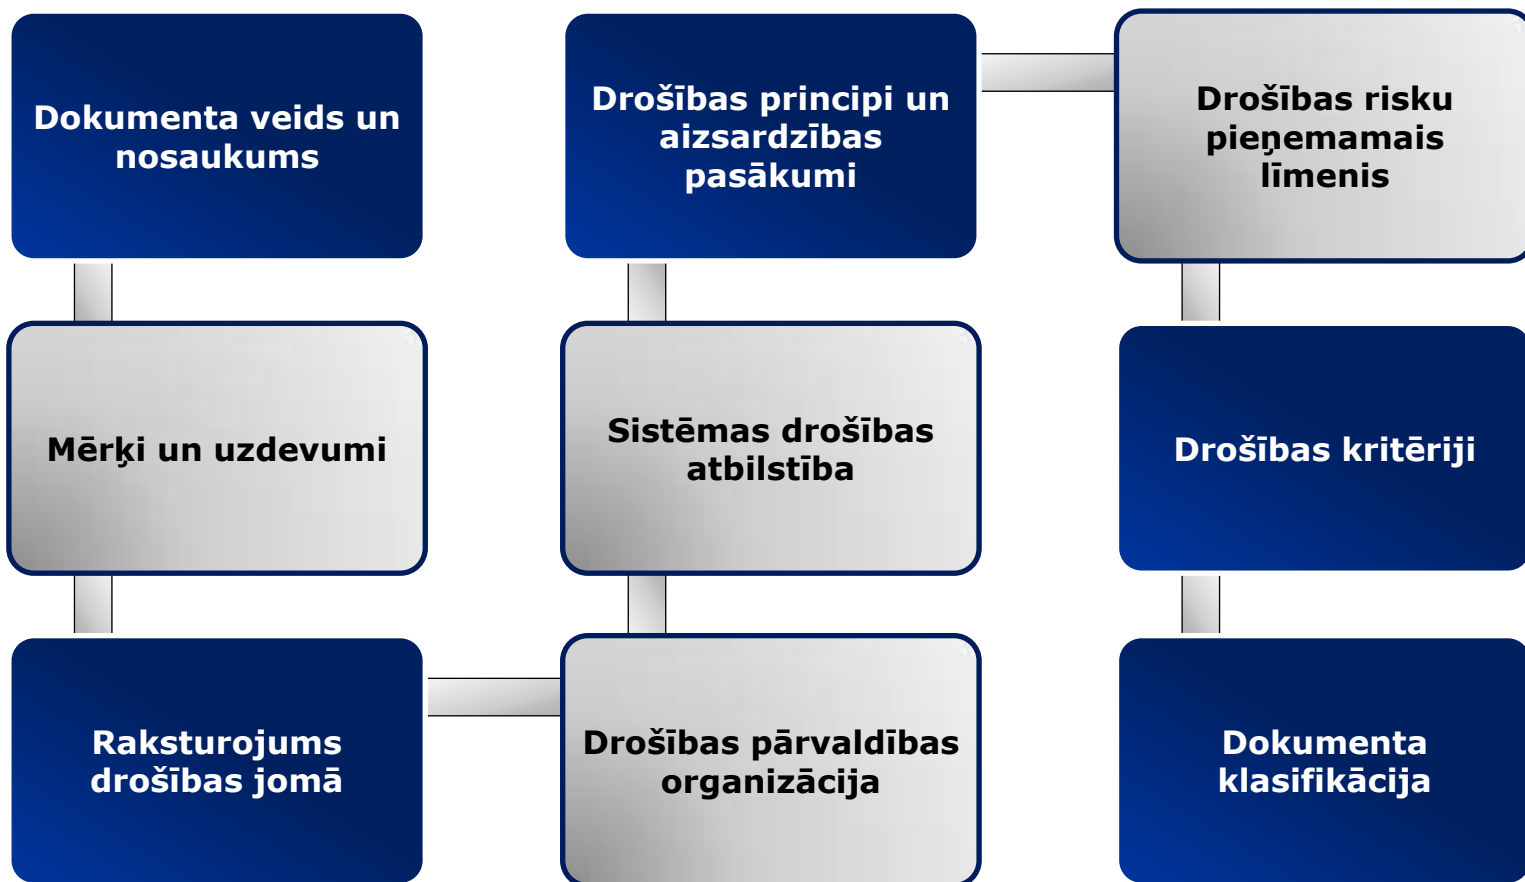 Dokumenta veids un
nosaukums
Mērķi un uzdevumi
Raksturojums
drošības jomā
Drošības pārvaldības
organizācija
Sistēmas drošības
atbilstība
Drošības principi un
aizsardzības
pasākumi
Drošības risku
pieņemamais
līmenis
Drošības kritēriji
Dokumenta
klasifikācija